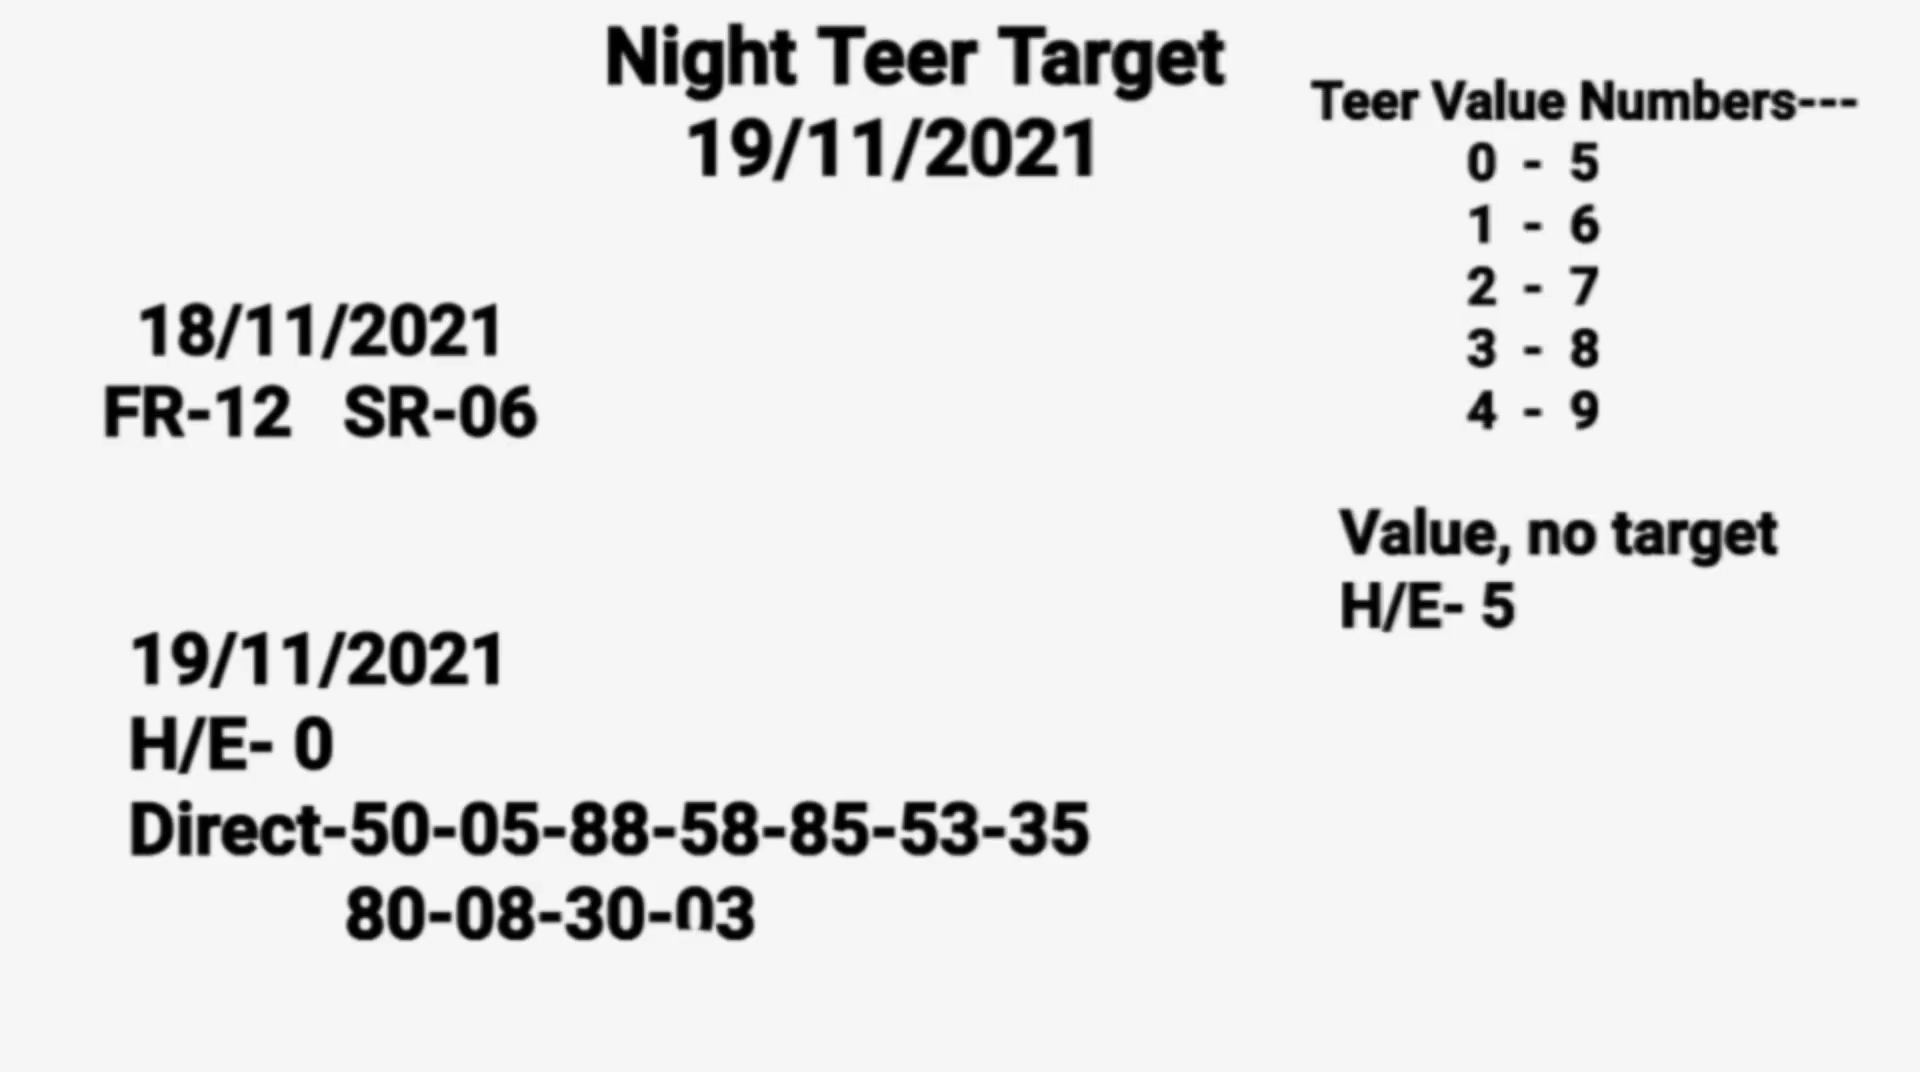 Night Teer Target
19/11/2021
18/11/2021
FR-12 SR-06
19/11/2021
H/E- 0
Direct-50-05-88-58-85-53-35
80-08-30-03
Teer Value Numbers---
0 - 5
1 - 6
2 - 7
3 - 8
4 - 9
Value, no target
H/E- 5